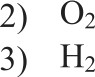 2) O₂
3) H₂